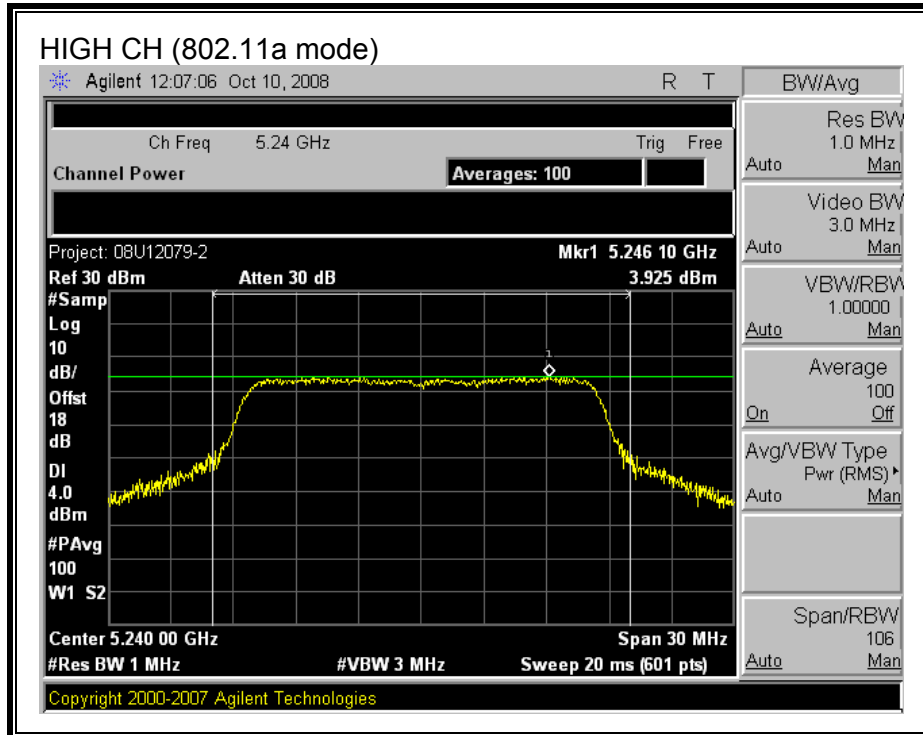 HIGH CH (802.11a mode)
Agilent 12:07:06 Oct 10, 2008 R T
BW/Avg
Ch Freq 5.24 GHz Trig Free
Channel Power Averages: 100
Project: 08U12079-2 Mkr1 5.246 10 GHz
Ref 30 dBm Atten 30 dB 3.925 dBm
#Samp
Log
10
dB/
Offst
18
dB
DI
4.0
dBm
#PAvg
100
W1 S2
1
Center 5.240 00 GHz Span 30 MHz
#Res BW 1 MHz #VBW 3 MHz Sweep 20 ms (601 pts)
Copyright 2000-2007 Agilent Technologies
Res BW
1.0 MHz
Auto Man
Video BW
3.0 MHz
Auto Man
VBW/RBW
1.00000
Auto Man
Average
100
On Off
Avg/VBW Type
Pwr (RMS)
Auto Man
Span/RBW
106
Auto Man